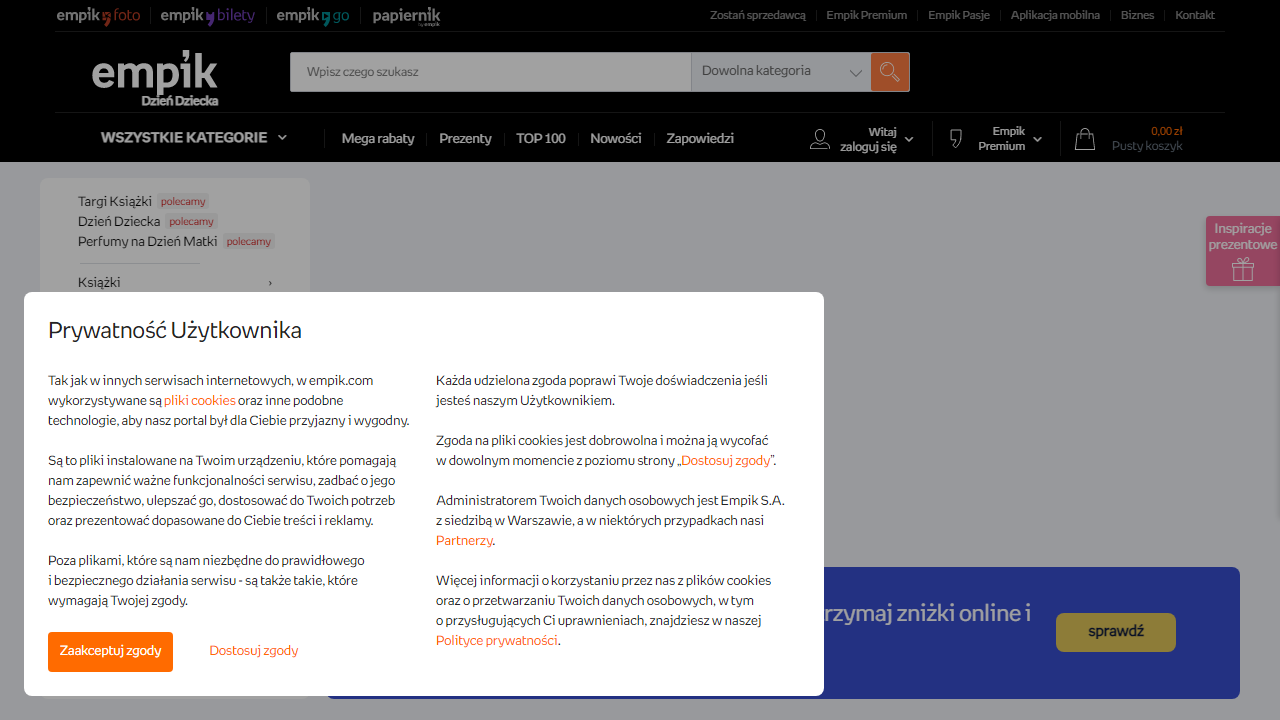 empik foto
empik bilety
empik go
papiernik
by empik
Zostań sprzedawcą
Empik Premium
Empik Pasje
Aplikacja mobilna
Biznes
Kontakt
empik
Dzień Dziecka
Wpisz czego szukasz
Dowolna kategoria
WSZYSTKIE KATEGORIE
Mega rabaty
Prezenty
TOP 100
Nowości
Zapowiedzi
Witaj
zaloguj się
Empik
Premium
0,00 zł
Pusty koszyk
Targi Książki polecamy
Dzień Dziecka polecamy
Perfumy na Dzień Matki polecamy
Książki
Inspiracje
prezentowe
Prywatność Użytkownika
Tak jak w innych serwisach internetowych, w empik.com
wykorzystywane są pliki cookies oraz inne podobne
technologie, aby nasz portal był dla Ciebie przyjazny i wygodny.
Są to pliki instalowane na Twoim urządzeniu, które pomagają
nam zapewnić ważne funkcjonalności serwisu, zadbać o jego
bezpieczeństwo, ulepszać go, dostosować do Twoich potrzeb
oraz prezentować dopasowane do Ciebie treści i reklamy.
Poza plikami, które są nam niezbędne do prawidłowego
i bezpiecznego działania serwisu - są także takie, które
wymagają Twojej zgody.
Każda udzielona zgoda poprawi Twoje doświadczenia jeśli
jesteś naszym Użytkownikiem.
Zgoda na pliki cookies jest dobrowolna i można ją wycofać
w dowolnym momencie z poziomu strony „Dostosuj zgody”.
Administratorem Twoich danych osobowych jest Empik S.A.
z siedzibą w Warszawie, a w niektórych przypadkach nasi
Partnerzy.
Więcej informacji o korzystaniu przez nas z plików cookies
oraz o przetwarzaniu Twoich danych osobowych, w tym
o przysługujących Ci uprawnieniach, znajdziesz w naszej
Polityce prywatności.
Zaakceptuj zgody
Dostosuj zgody
rzymaj zniżki online i
sprawdź